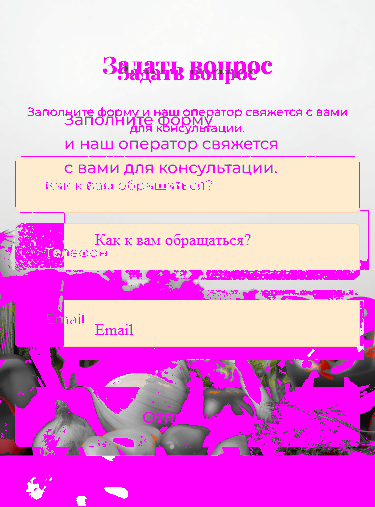 Задать вопрос
Задать вопрос
Заполните форму и наш оператор свяжется с вами
для консультации.
Заполните форму
и наш оператор свяжется
с вами для консультации.
Как к вам обращаться?
Как к вам обращаться?
Телефон
Email
Email